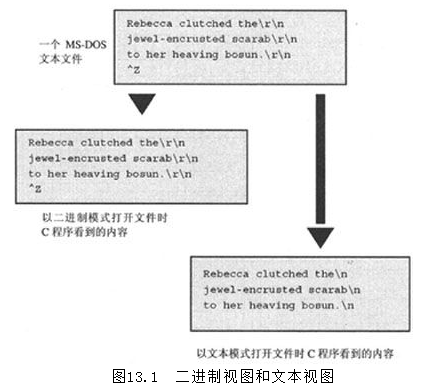 Rebecca clutched the\r\n
一个 MS-DOS
jewel-encrusted scarab\r\n
文本文件
to her heaving bosun.\r\n
^Z
Rebecca clutched the\r\n
jewel-encrusted scarab\r\n
to her heaving bosun.\r\n
^Z
以二进制模式打开文件时
C 程序看到的内容
Rebecca clutched the\n
jewel-encrusted scarab\n
to her heaving bosun.\n
以文本模式打开文件时 C 程序看到的内容
图13.1 二进制视图和文本视图